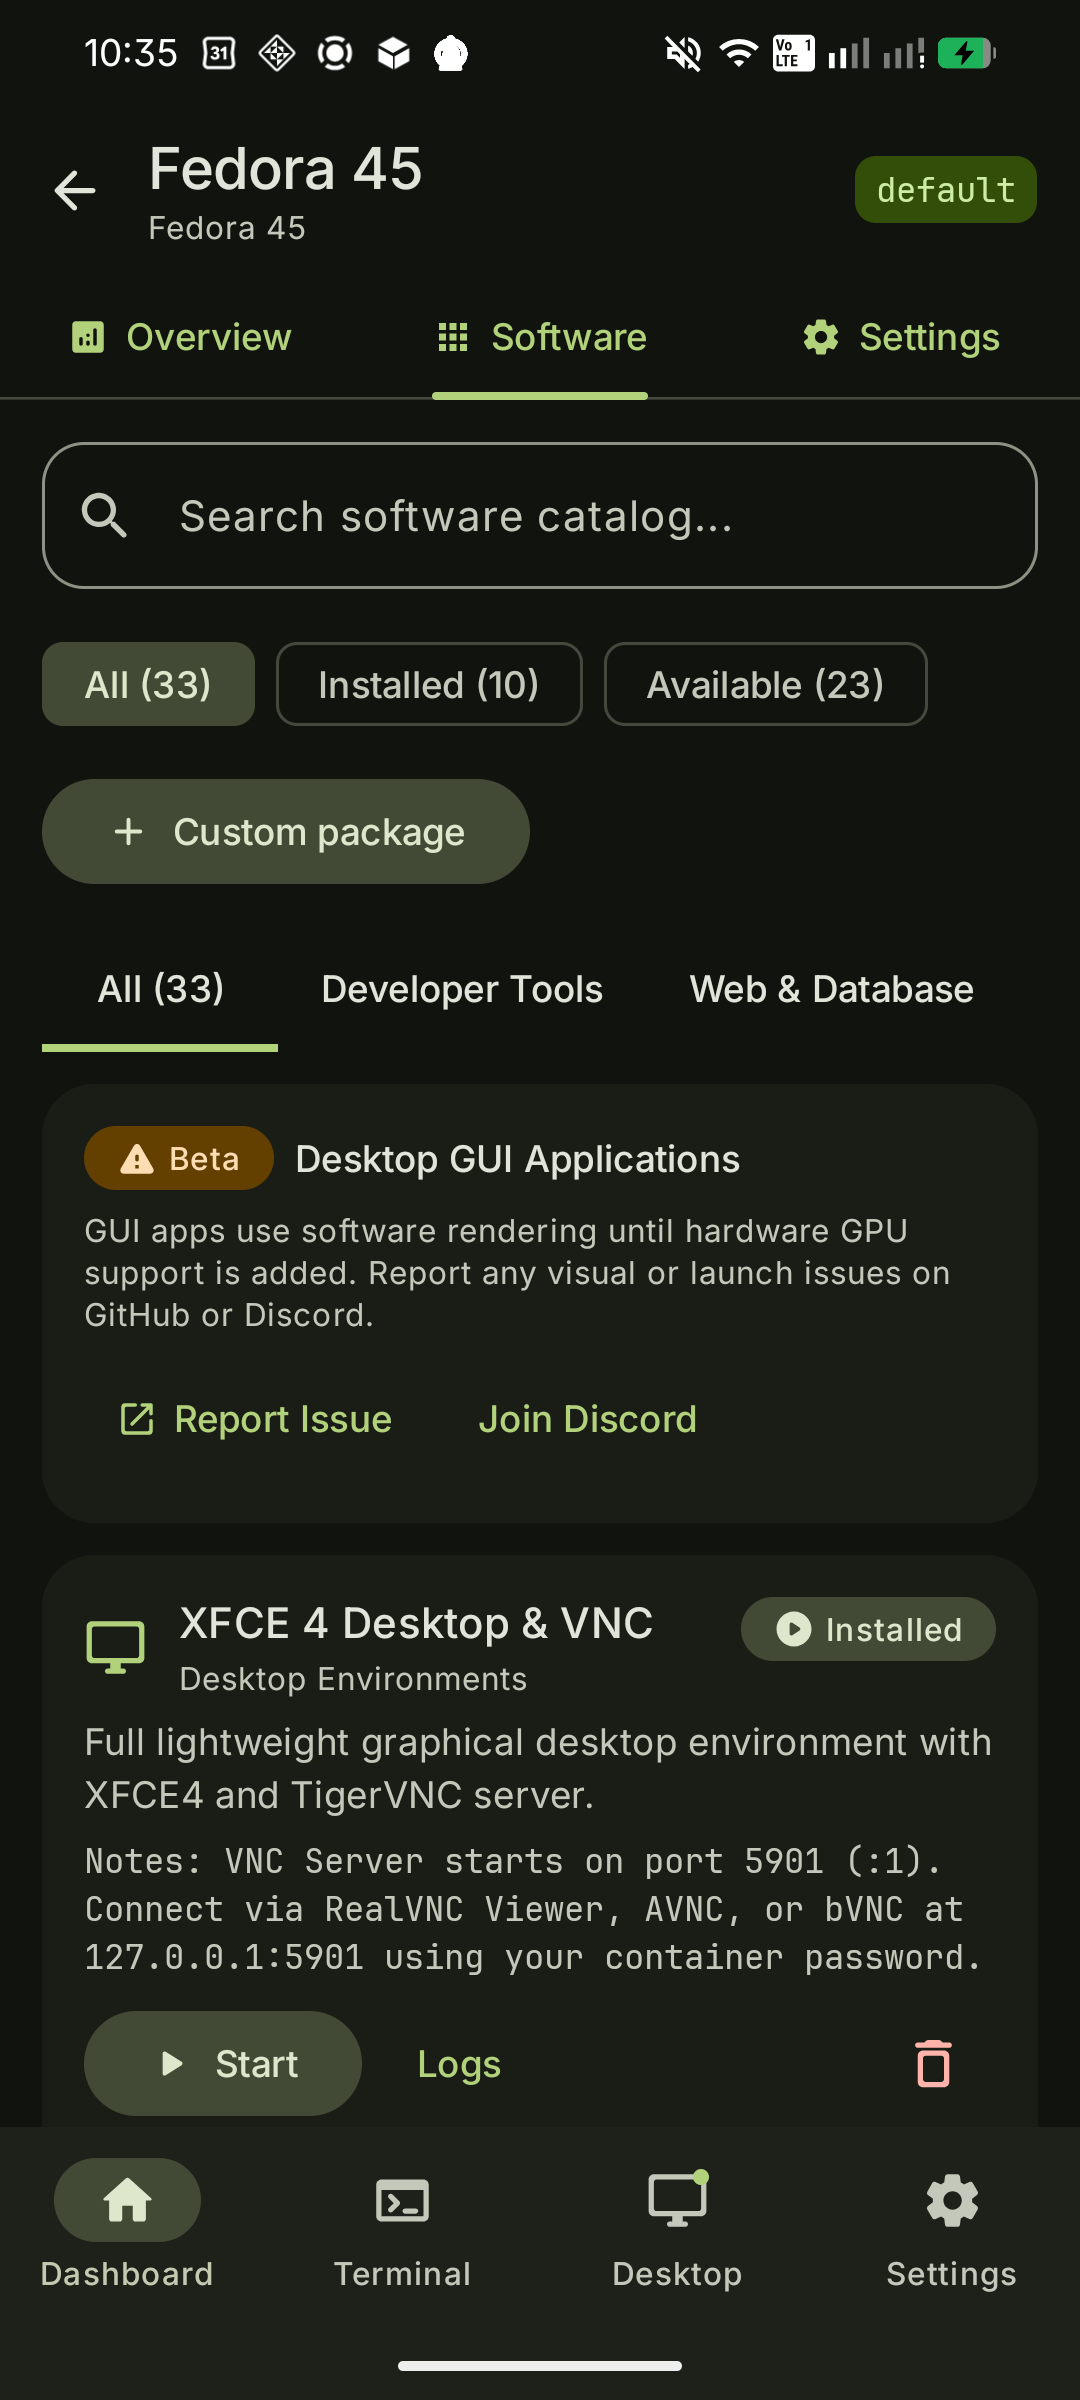 10:35
31
Vo 1
LTE
Fedora 45
Fedora 45
default
Overview
Software
Settings
Search software catalog...
All (33)
Installed (10)
Available (23)
Custom package
All (33)
Developer Tools
Web & Database
Beta
Desktop GUI Applications
GUI apps use software rendering until hardware GPU
support is added. Report any visual or launch issues on
GitHub or Discord.
Report Issue
Join Discord
XFCE 4 Desktop & VNC
Installed
Desktop Environments
Full lightweight graphical desktop environment with
XFCE4 and TigerVNC server.
Notes: VNC Server starts on port 5901 (:1).
Connect via RealVNC Viewer, AVNC, or bVNC at
127.0.0.1:5901 using your container password.
Start
Logs
Dashboard
Terminal
Desktop
Settings